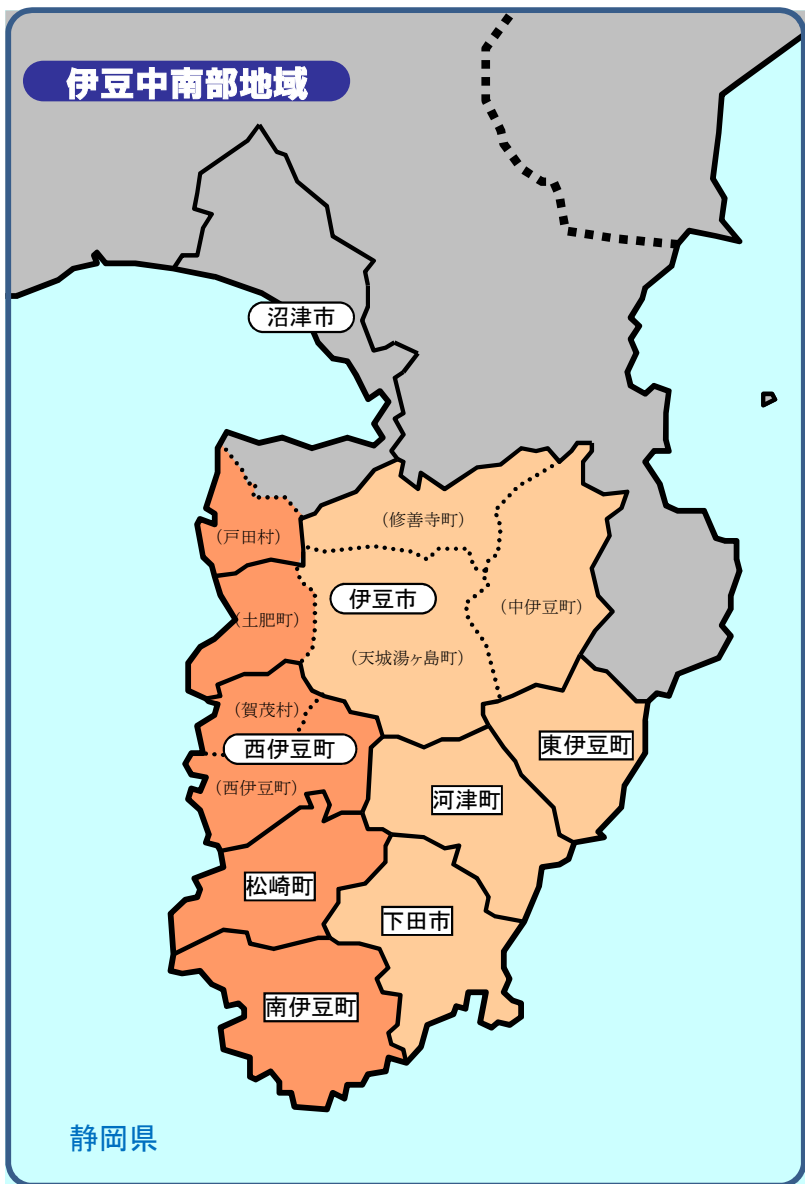 伊豆中南部地域
沼津市
（修善寺町）
（戸田村）
伊豆市
（中伊豆町）
（土肥町）
（天城湯ヶ島町）
（賀茂村）
西伊豆町
東伊豆町
（西伊豆町）
河津町
松崎町
下田市
南伊豆町
静岡県